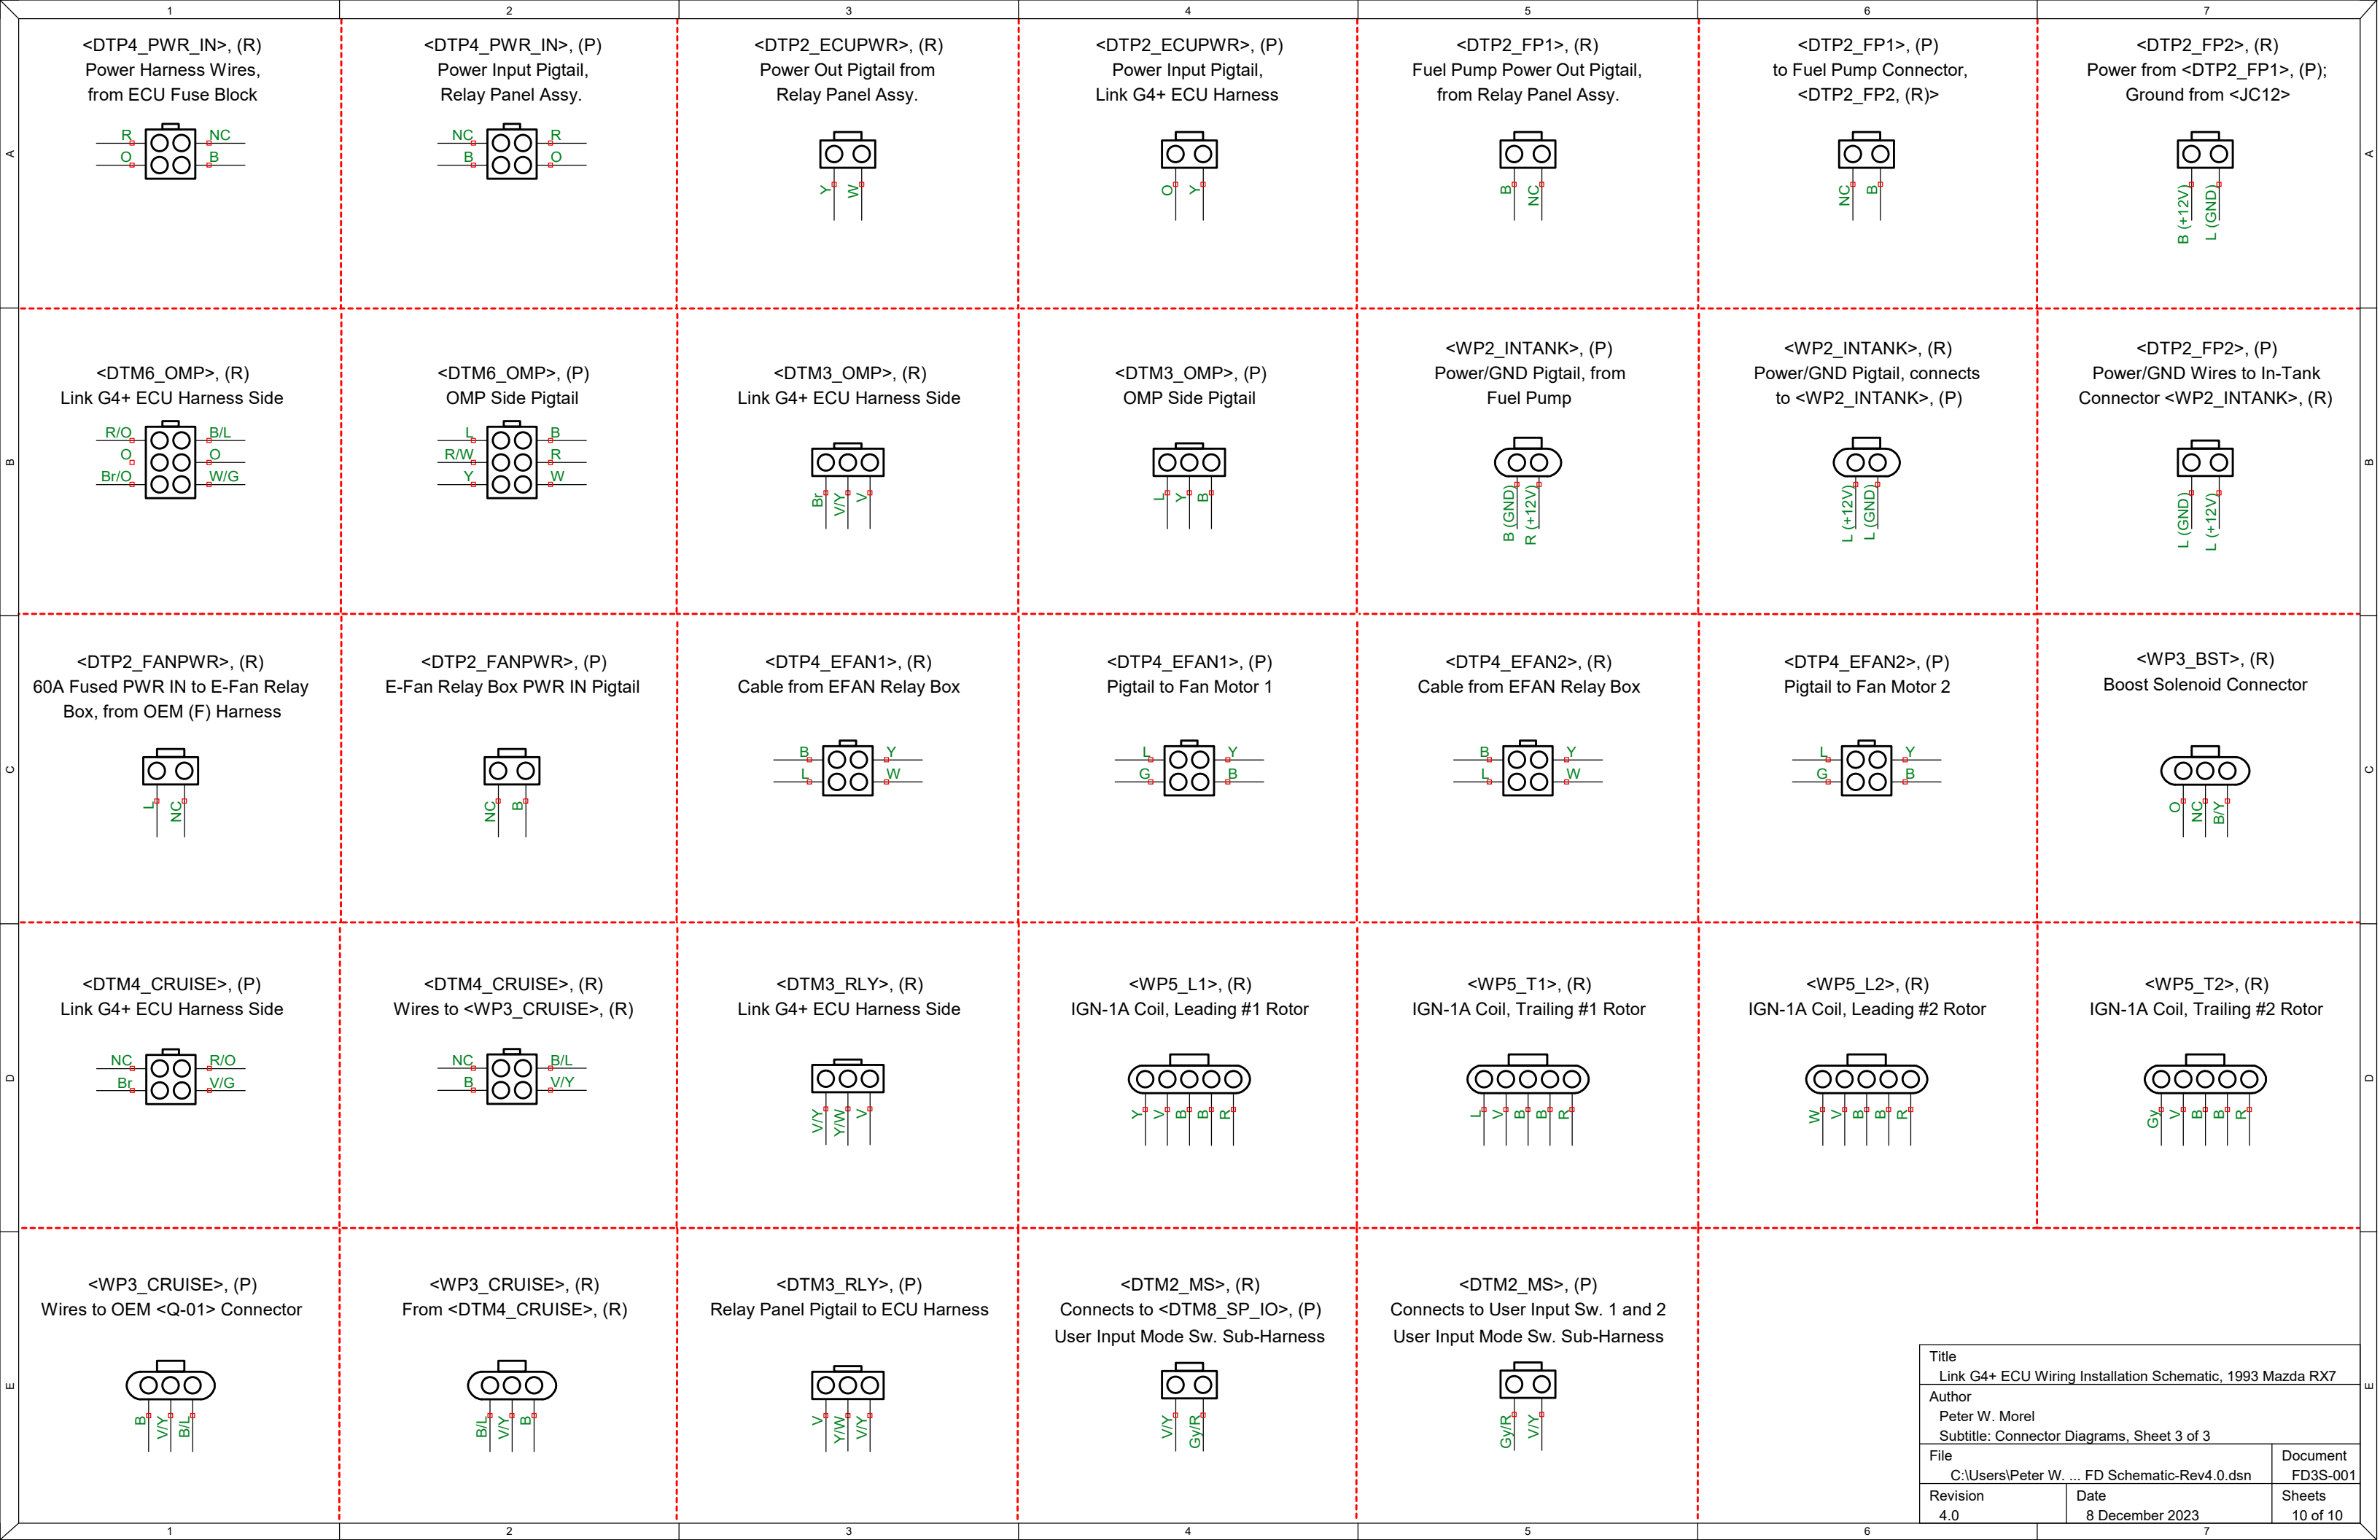 1 2 3 4 5 6 7
A
<DTP4_PWR_IN>, (R)
Power Harness Wires,
from ECU Fuse Block
R NC
O B
<DTP4_PWR_IN>, (P)
Power Input Pigtail,
Relay Panel Assy.
NC R
B O
<DTP2_ECUPWR>, (R)
Power Out Pigtail from
Relay Panel Assy.
Y W
<DTP2_ECUPWR>, (P)
Power Input Pigtail,
Link G4+ ECU Harness
O Y
<DTP2_FP1>, (R)
Fuel Pump Power Out Pigtail,
from Relay Panel Assy.
B NC
<DTP2_FP1>, (P)
to Fuel Pump Connector,
<DTP2_FP2, (R)>
NC B
<DTP2_FP2>, (R)
Power from <DTP2_FP1>, (P);
Ground from <JC12>
B (+12V) L (GND)
A
B
<DTM6_OMP>, (R)
Link G4+ ECU Harness Side
R/O B/L
O O
Br/O W/G
<DTM6_OMP>, (P)
OMP Side Pigtail
L B
R/W R
Y W
<DTM3_OMP>, (R)
Link G4+ ECU Harness Side
Br V/Y V
<DTM3_OMP>, (P)
OMP Side Pigtail
L Y B
<WP2_INTANK>, (P)
Power/GND Pigtail, from
Fuel Pump
B (GND) R (+12V)
<WP2_INTANK>, (R)
Power/GND Pigtail, connects
to <WP2_INTANK>, (P)
L (+12V) L (GND)
<DTP2_FP2>, (P)
Power/GND Wires to In-Tank
Connector <WP2_INTANK>, (R)
L (GND) L (+12V)
B
C
<DTP2_FANPWR>, (R)
60A Fused PWR IN to E-Fan Relay
Box, from OEM (F) Harness
L NC
<DTP2_FANPWR>, (P)
E-Fan Relay Box PWR IN Pigtail
NC B
<DTP4_EFAN1>, (R)
Cable from EFAN Relay Box
B Y
L W
<DTP4_EFAN1>, (P)
Pigtail to Fan Motor 1
L Y
G B
<DTP4_EFAN2>, (R)
Cable from EFAN Relay Box
B Y
L W
<DTP4_EFAN2>, (P)
Pigtail to Fan Motor 2
L Y
G B
<WP3_BST>, (R)
Boost Solenoid Connector
O NC B/Y
C
D
<DTM4_CRUISE>, (P)
Link G4+ ECU Harness Side
NC R/O
Br V/G
<DTM4_CRUISE>, (R)
Wires to <WP3_CRUISE>, (R)
NC B/L
B V/Y
<DTM3_RLY>, (R)
Link G4+ ECU Harness Side
V/Y Y/W V
<WP5_L1>, (R)
IGN-1A Coil, Leading #1 Rotor
Y V B B R
<WP5_T1>, (R)
IGN-1A Coil, Trailing #1 Rotor
L V B B R
<WP5_L2>, (R)
IGN-1A Coil, Leading #2 Rotor
W V B B R
<WP5_T2>, (R)
IGN-1A Coil, Trailing #2 Rotor
Gy V B B R
D
E
<WP3_CRUISE>, (P)
Wires to OEM <Q-01> Connector
B V/Y B/L
<WP3_CRUISE>, (R)
From <DTM4_CRUISE>, (R)
B/L V/Y B
<DTM3_RLY>, (P)
Relay Panel Pigtail to ECU Harness
V Y/W V/Y
<DTM2_MS>, (R)
Connects to <DTM8_SP_IO>, (P)
User Input Mode Sw. Sub-Harness
V/Y Gy/R
<DTM2_MS>, (P)
Connects to User Input Sw. 1 and 2
User Input Mode Sw. Sub-Harness
Gy/R V/Y
E
Title
Link G4+ ECU Wiring Installation Schematic, 1993 Mazda RX7
Author
Peter W. Morel
Subtitle: Connector Diagrams, Sheet 3 of 3
File Document
C:\Users\Peter W. ... FD Schematic-Rev4.0.dsn FD3S-001
Revision Date Sheets
4.0 8 December 2023 10 of 10
1 2 3 4 5 6 7